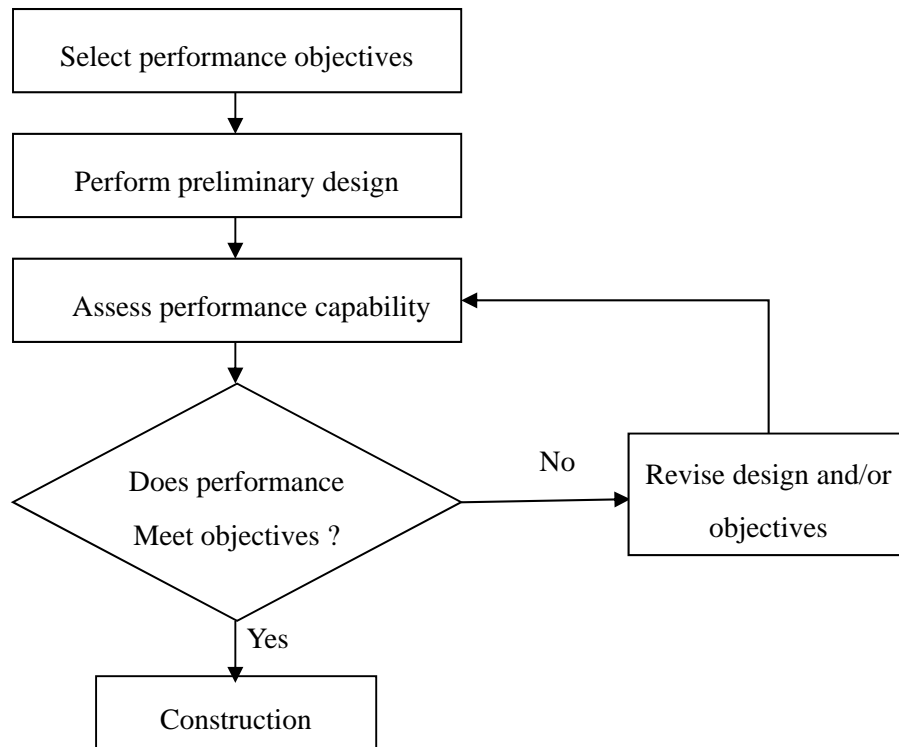 Select performance objectives
Perform preliminary design
Assess performance capability
Does performance
Meet objectives ?
No
Revise design and/or
objectives
Yes
Construction